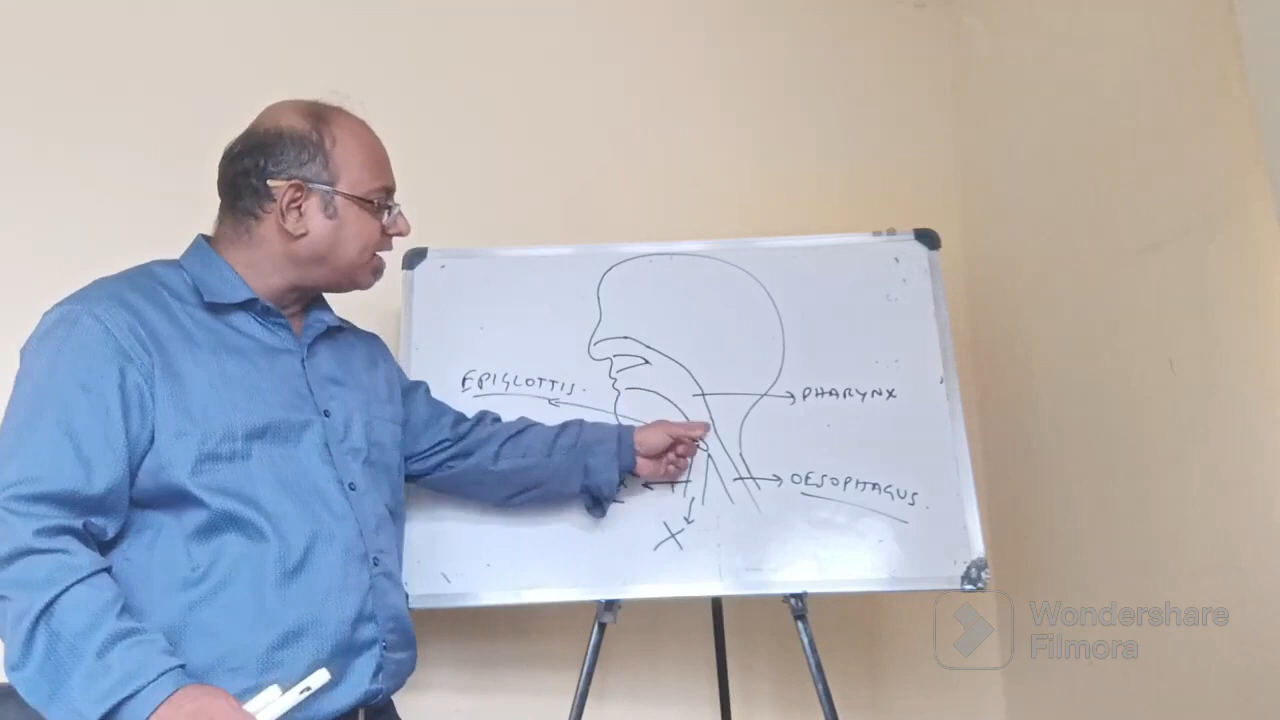 EPIGLOTTIS.
PHARYNX
OESOPHAGUS.
X
Wondershare
Filmora